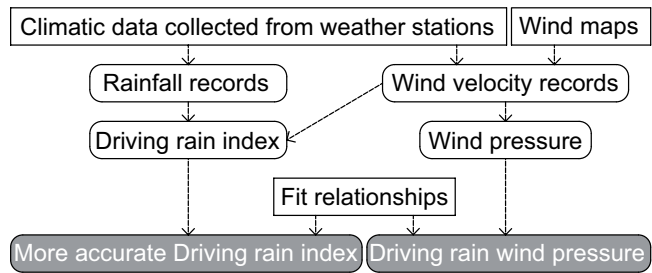 Climatic data collected from weather stations
Wind maps
Rainfall records
Wind velocity records
Driving rain index
Wind pressure
Fit relationships
More accurate Driving rain index
Driving rain wind pressure